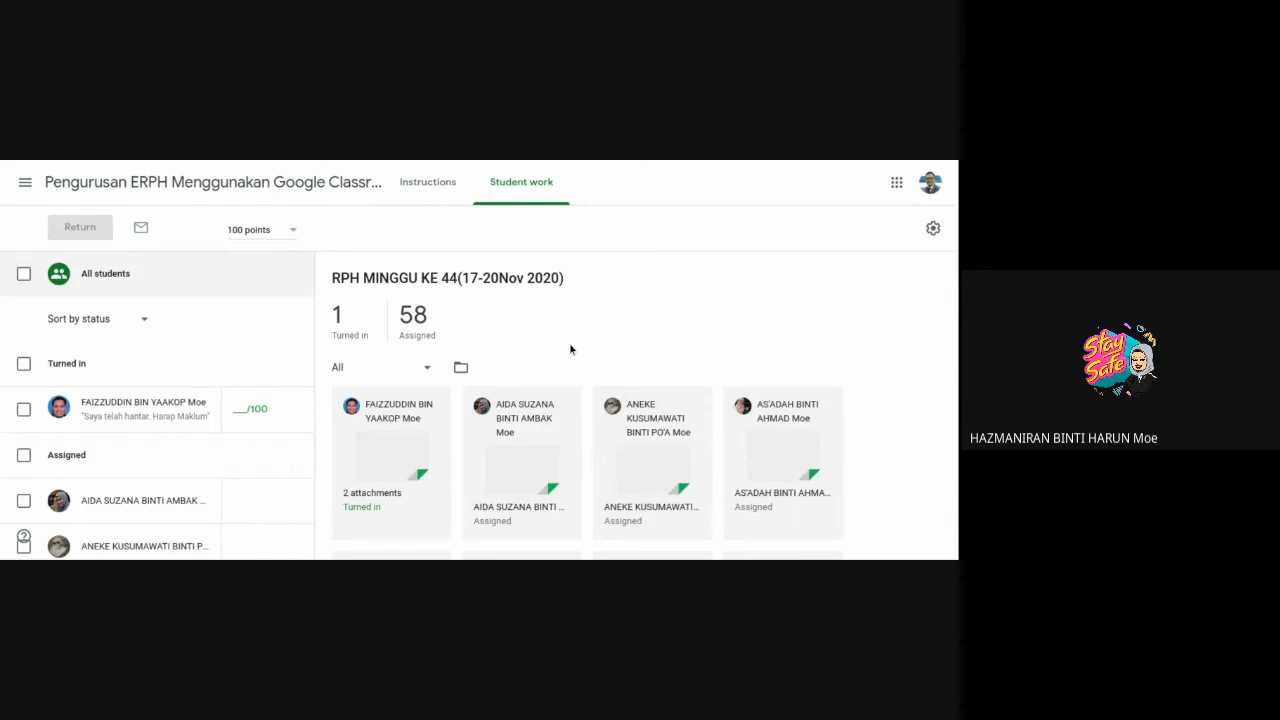 Pengurusan ERPH Menggunakan Google Classr...
Instructions
Student work
Return
100 points
All students
Sort by status
Turned in
FAIZZUDDIN BIN YAAKOP Moe
"Saya telah hantar. Harap Maklum"
___/100
Assigned
AIDA SUZANA BINTI AMBAK ...
ANEKE KUSUMAWATI BINTI P...
RPH MINGGU KE 44(17-20Nov 2020)
1
Turned in
58
Assigned
All
FAIZZUDDIN BIN
YAAKOP Moe
2 attachments
Turned in
AIDA SUZANA
BINTI AMBAK
Moe
AIDA SUZANA BINTI ...
Assigned
ANEKE
KUSUMAWATI
BINTI PO'A Moe
ANEKE KUSUMAWATI...
Assigned
AS'ADAH BINTI
AHMAD Moe
AS'ADAH BINTI AHMA...
Assigned
Stay
Safe
HAZMANIRAN BINTI HARUN Moe